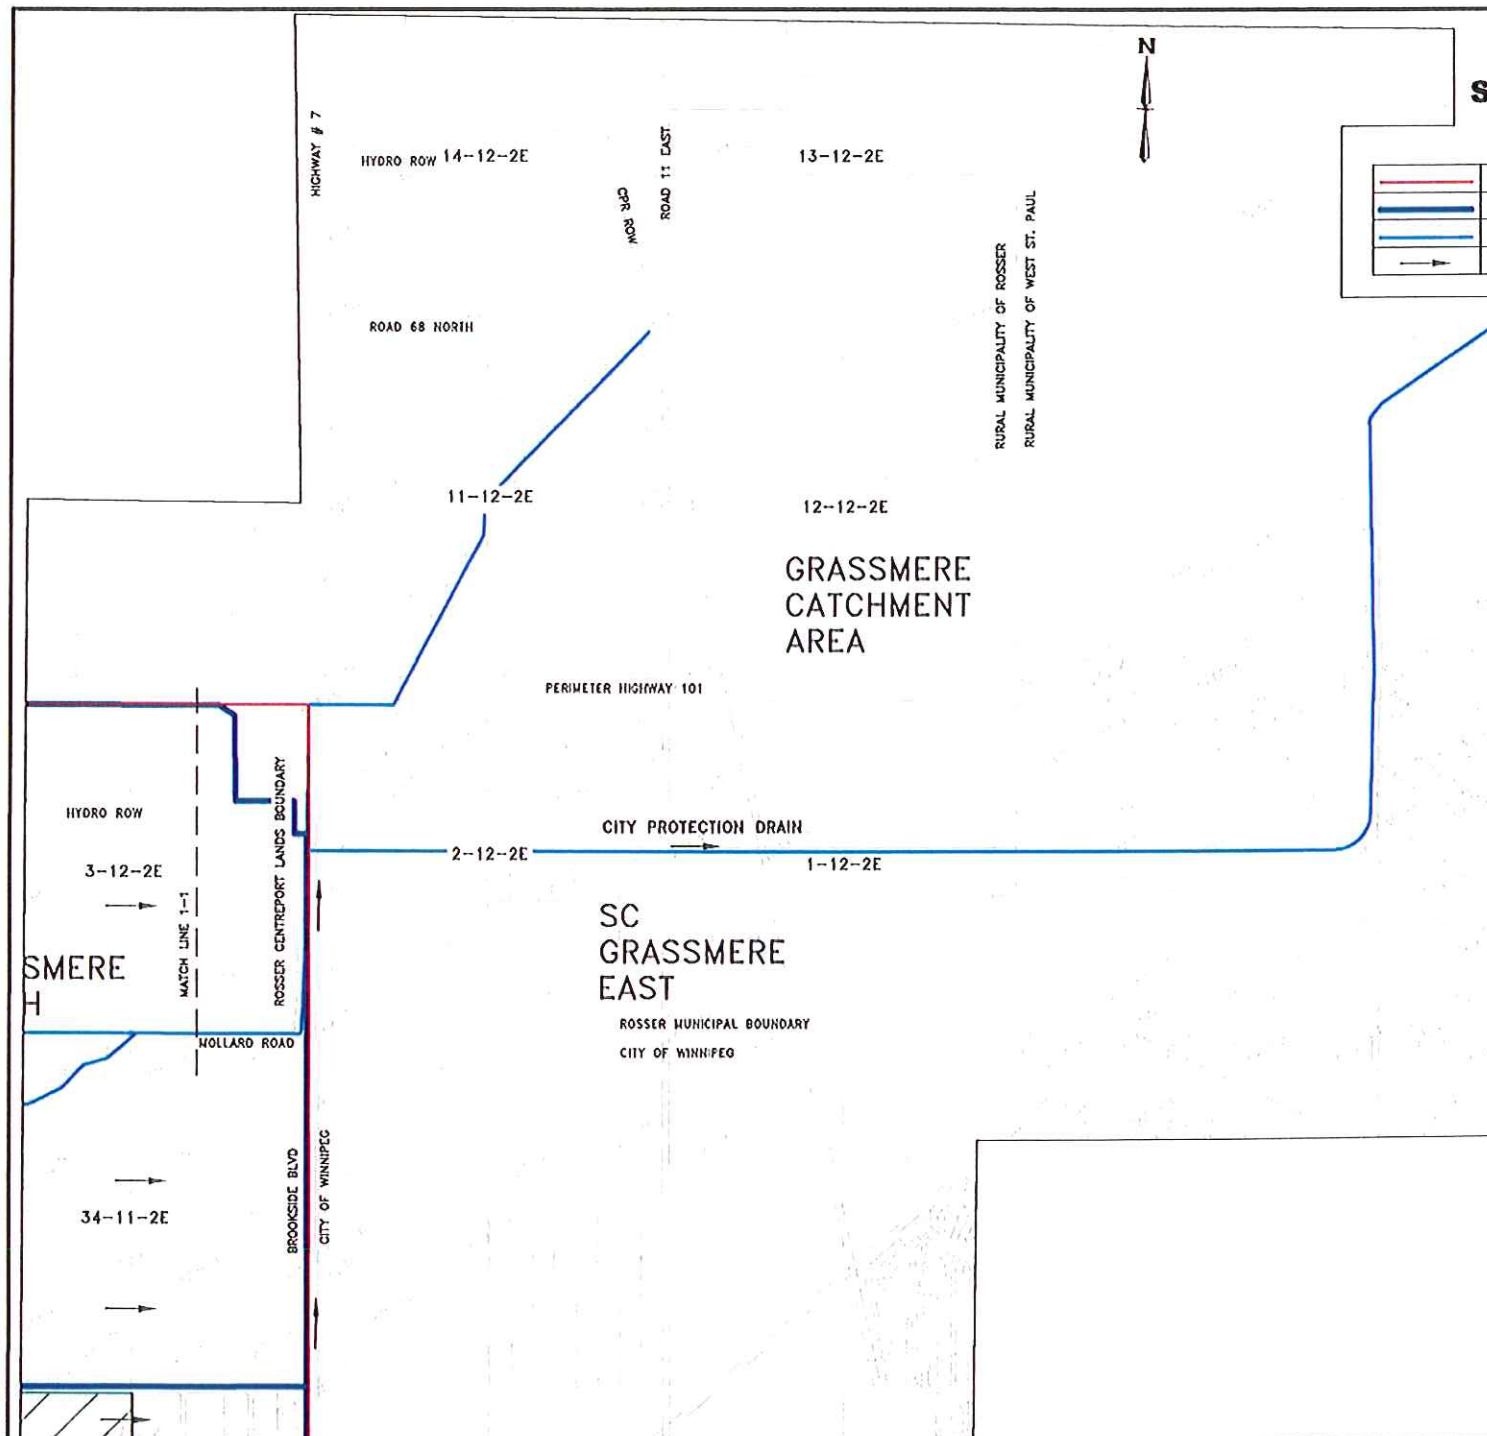 N
S
HIGHWAY # 7
HYDRO ROW
14-12-2E
CPR ROW
ROAD 11 EAST
13-12-2E
RURAL MUNICIPALITY OF ROSSER
RURAL MUNICIPALITY OF WEST ST. PAUL
ROAD 68 NORTH
11-12-2E
12-12-2E
GRASSMERE
CATCHMENT
AREA
PERIMETER HIGHWAY 101
HYDRO ROW
3-12-2E
MATCH LINE 1-1
ROSSER CENTREPORT LANDS BOUNDARY
CITY PROTECTION DRAIN
2-12-2E
1-12-2E
SMERE
H
SC
GRASSMERE
EAST
ROSSER MUNICIPAL BOUNDARY
CITY OF WINNIPEG
MOLLARD ROAD
34-11-2E
BROOKSIDE BLVD
CITY OF WINNIPEG